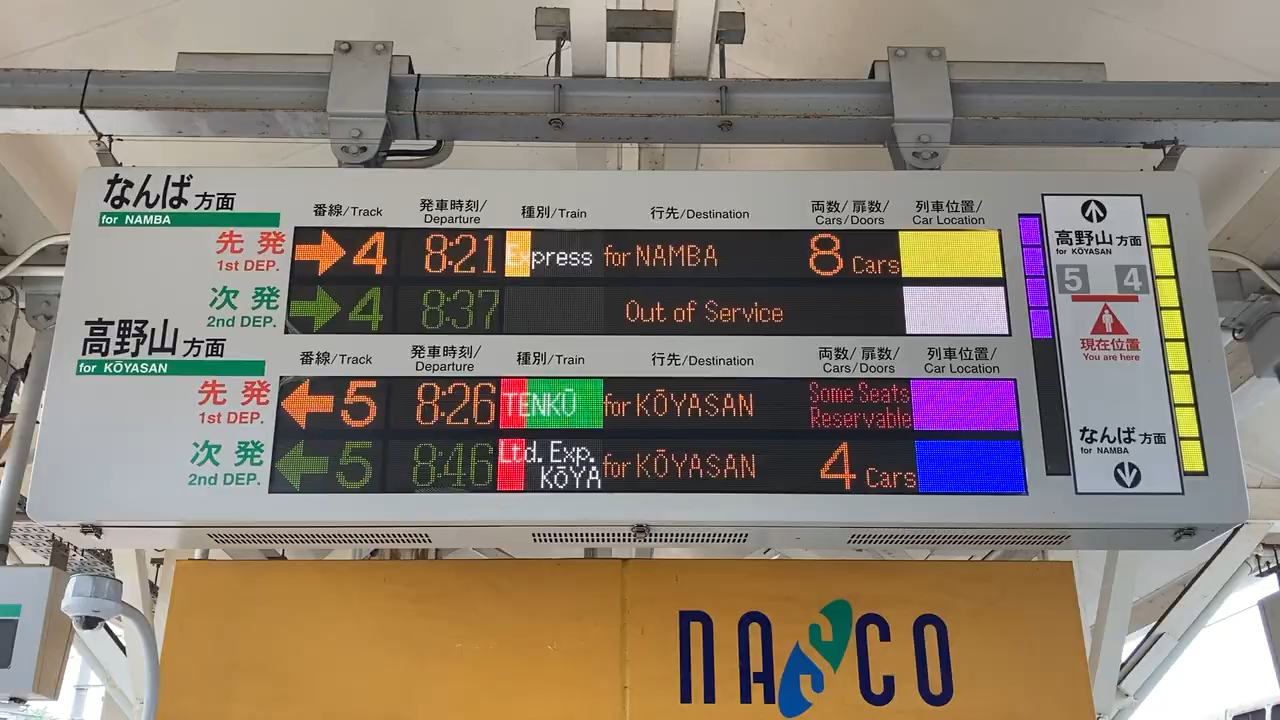 なんば方面
for NAMBA
番線/Track 発車時刻/Departure 種別/Train 行先/Destination 両数/扉数/Cars/Doors 列車位置/Car Location
先発 1st DEP. 4 8:21 Express for NAMBA 8 Cars
次発 2nd DEP. 4 8:37 Out of Service
高野山方面
for KŌYASAN
番線/Track 発車時刻/Departure 種別/Train 行先/Destination 両数/扉数/Cars/Doors 列車位置/Car Location
先発 1st DEP. 5 8:26 TENKŪ for KŌYASAN Some Seats Reservable
次発 2nd DEP. 5 8:46 Ltd. Exp. KŌYA for KŌYASAN 4 Cars
高野山方面
for KŌYASAN
5 4
現在位置
You are here
なんば方面
for NAMBA
NASCO